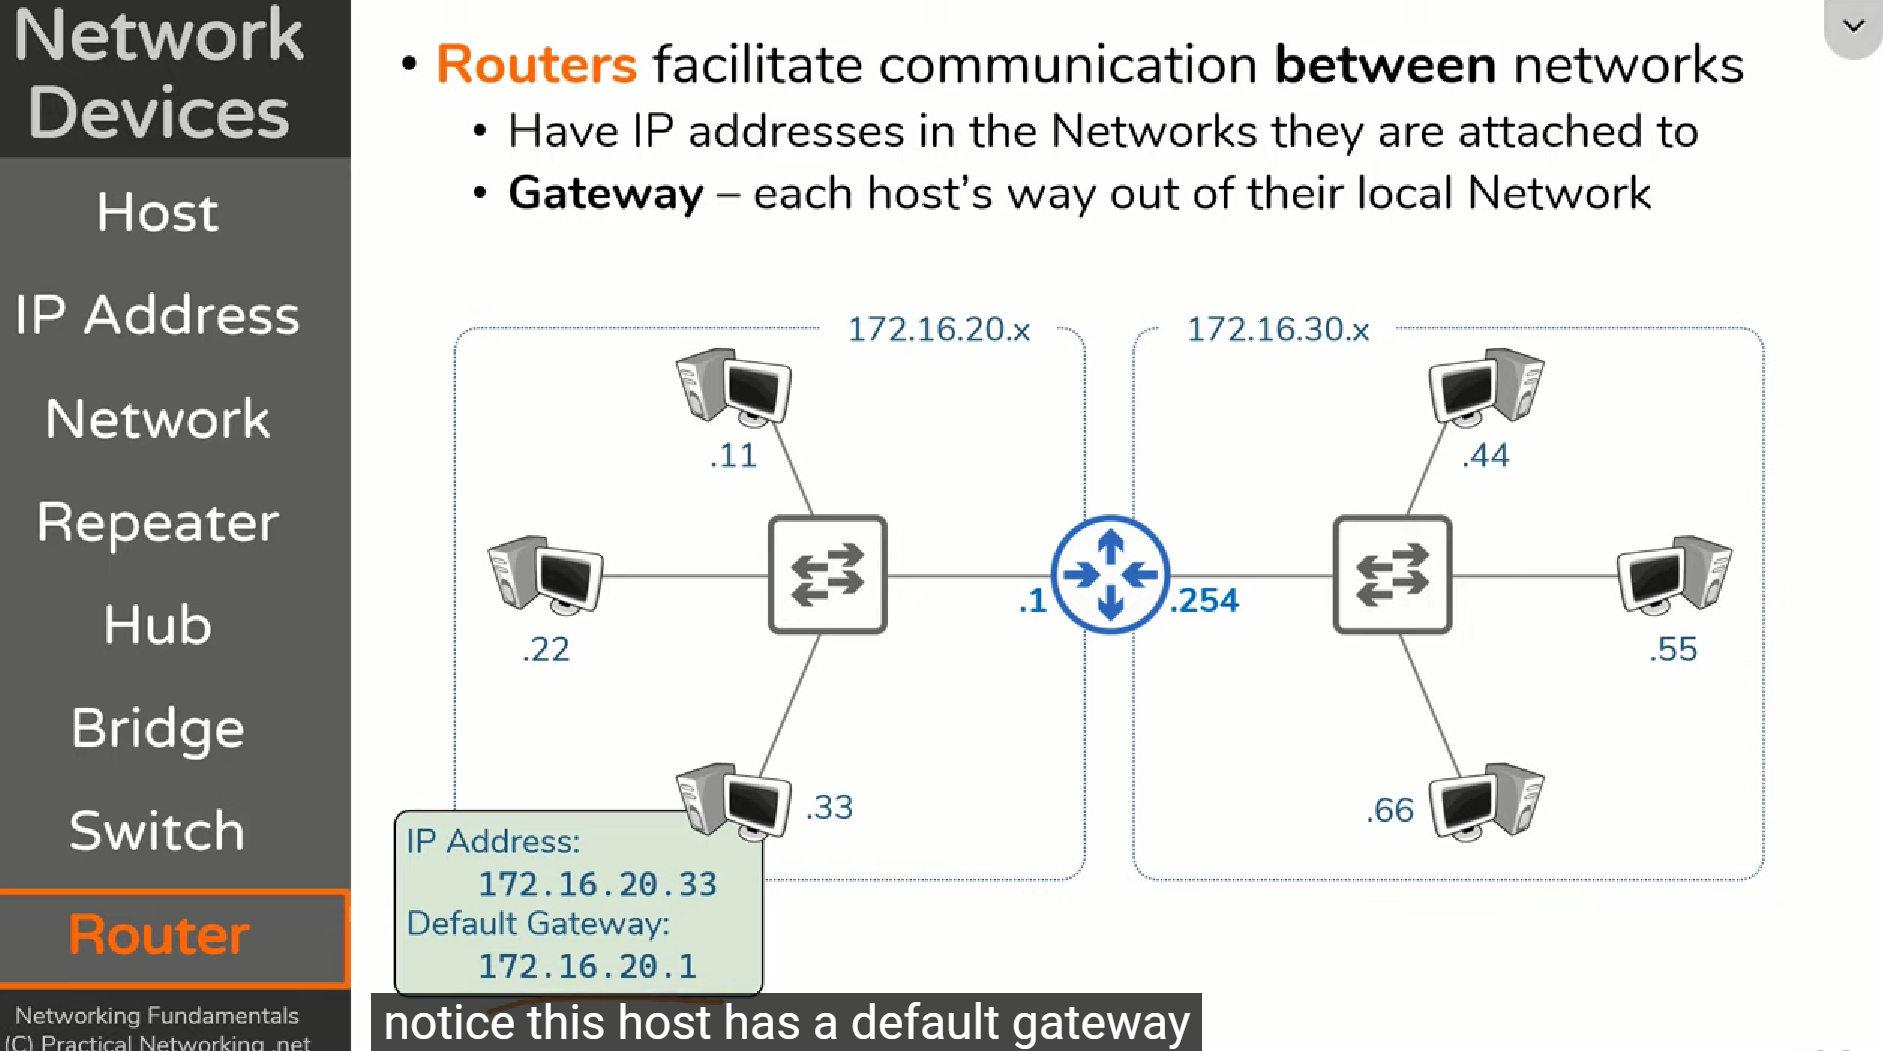 Network
Devices
Host
IP Address
Network
Repeater
Hub
Bridge
Switch
Router
Networking Fundamentals
(C) Practical Networking .net
• Routers facilitate communication between networks
• Have IP addresses in the Networks they are attached to
• Gateway – each host's way out of their local Network
172.16.20.x
172.16.30.x
.11
.44
.1
.254
.22
.55
.33
.66
IP Address:
172.16.20.33
Default Gateway:
172.16.20.1
notice this host has a default gateway